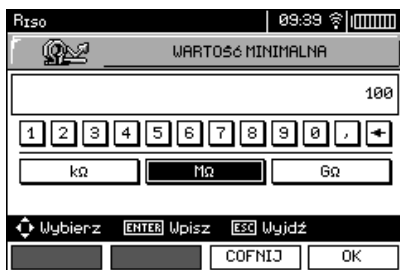 RISO 09:39
WARTOŚĆ MINIMALNA
100
1 2 3 4 5 6 7 8 9 0 , ←
kΩ MΩ GΩ
Wybierz ENTER Wpisz ESC Wyjdź
COFNIJ OK